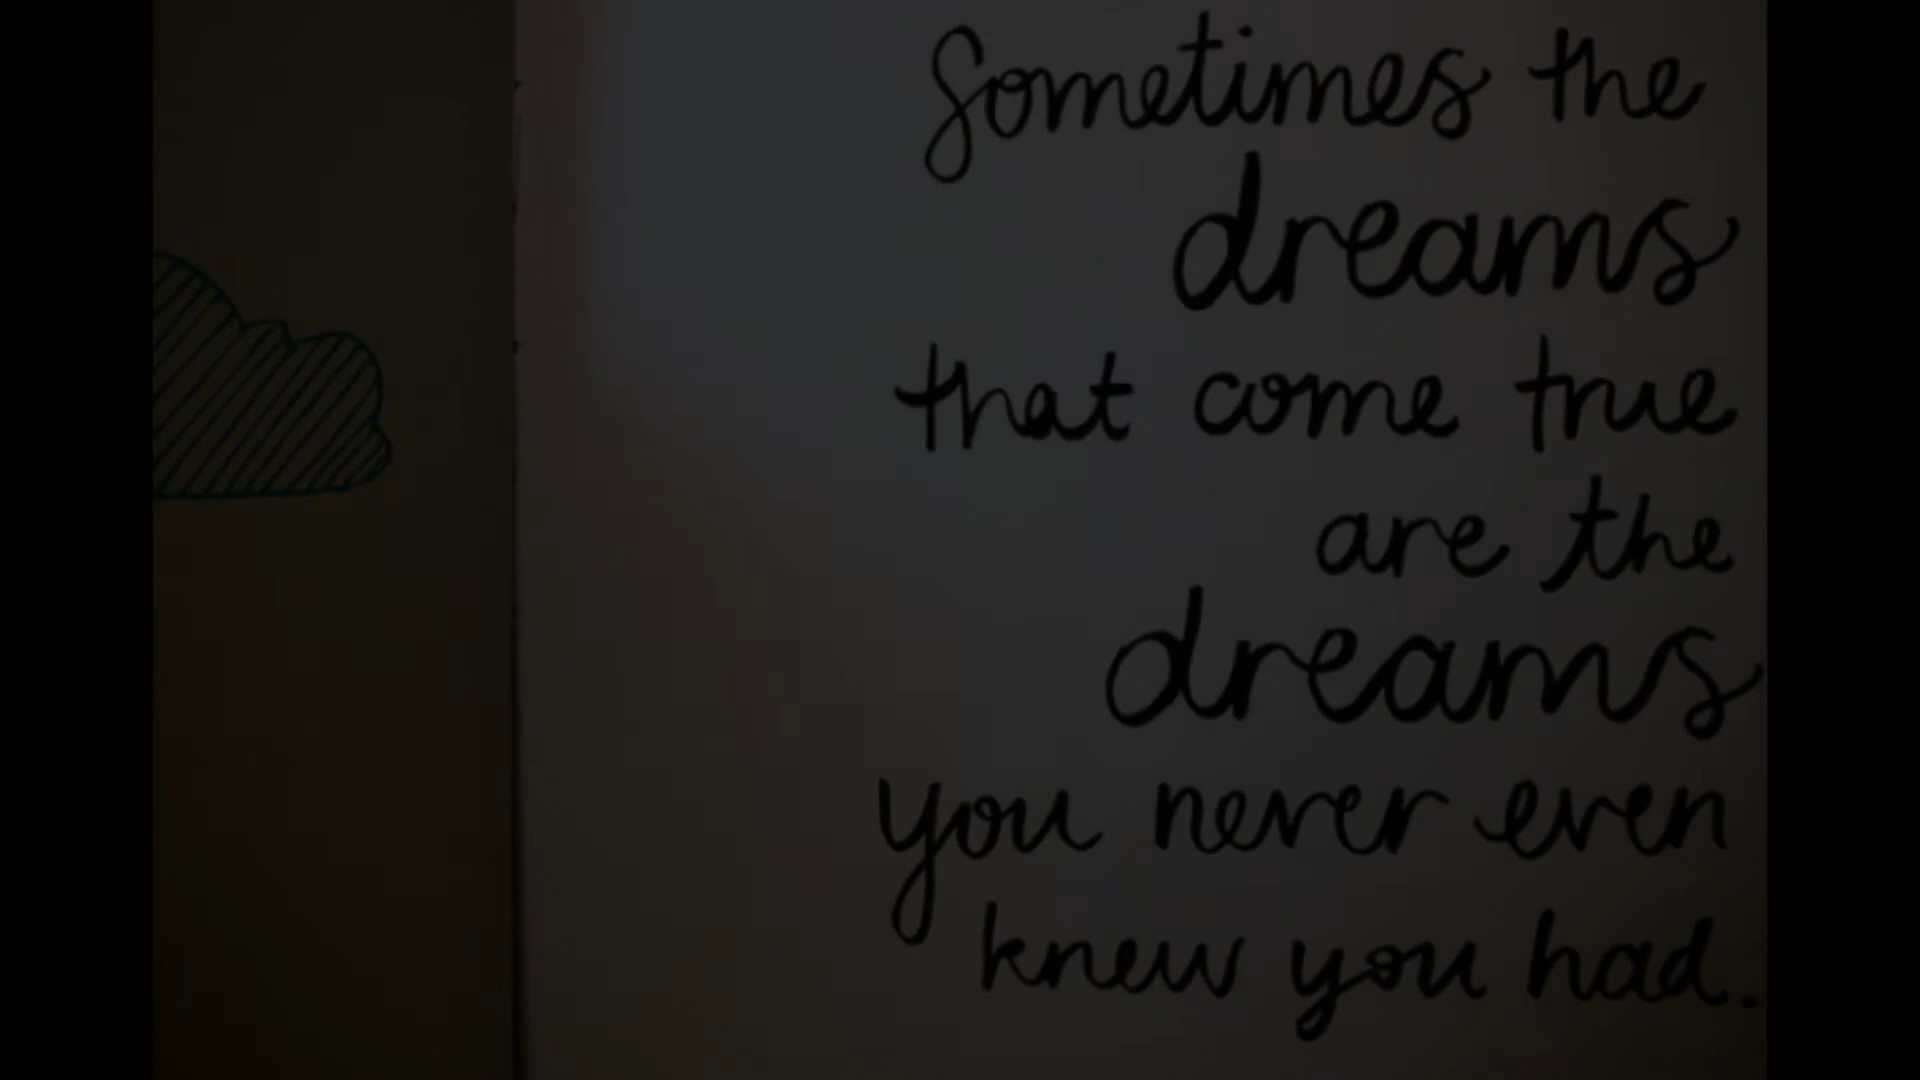 Sometimes the
dreams
that come true
are the
dreams
you never even
knew you had.